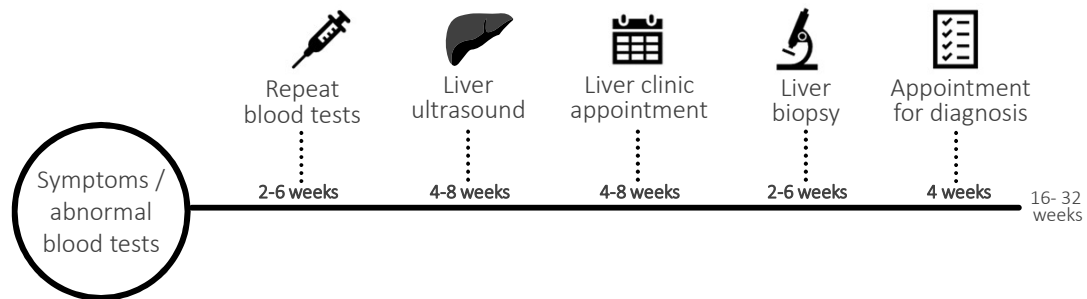 Symptoms /
abnormal
blood tests
Repeat
blood tests
2-6 weeks
Liver
ultrasound
4-8 weeks
Liver clinic
appointment
4-8 weeks
Liver
biopsy
2-6 weeks
Appointment
for diagnosis
4 weeks
16- 32
weeks